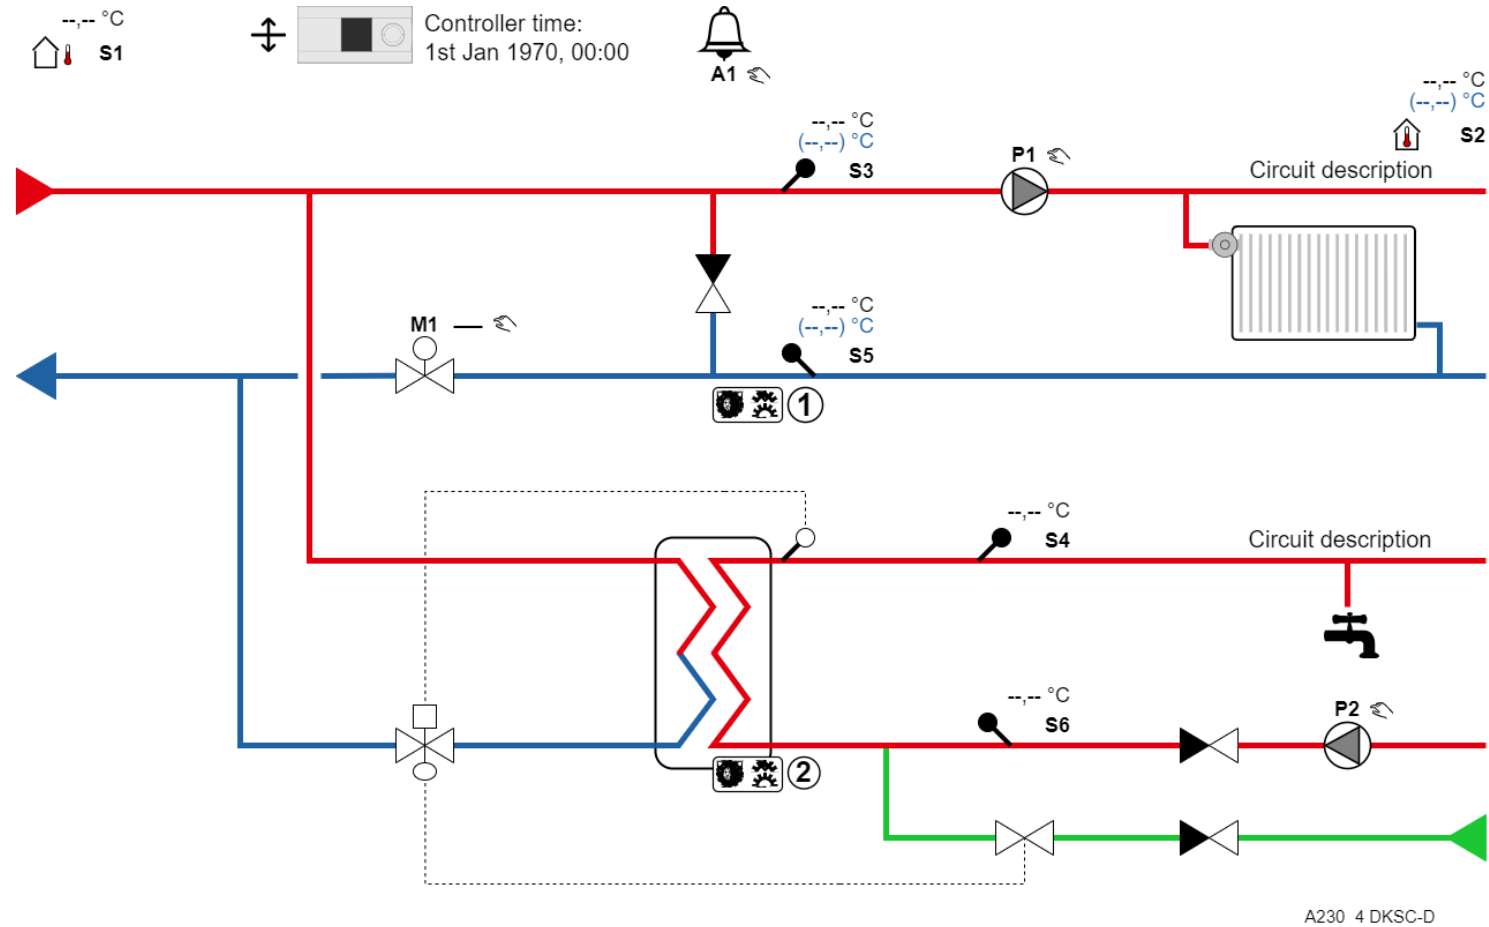 --,-- °C
S1
Controller time:
1st Jan 1970, 00:00
A1
--,-- °C
(--,--) °C
S2
--,-- °C
(--,--) °C
S3
P1
Circuit description
--,-- °C
(--,--) °C
S5
M1 —
1
--,-- °C
S4
Circuit description
--,-- °C
S6
P2
2
A230 4 DKSC-D